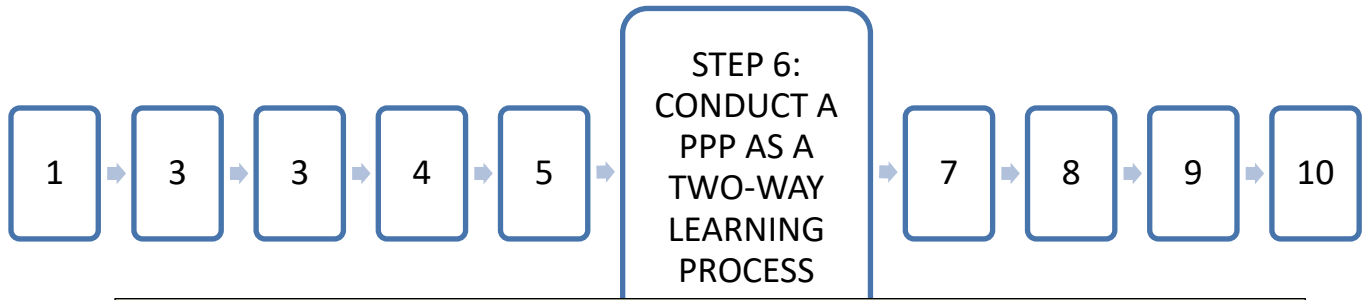 1
3
3
4
5
STEP 6:
CONDUCT A
PPP AS A
TWO-WAY
LEARNING
PROCESS
7
8
9
10